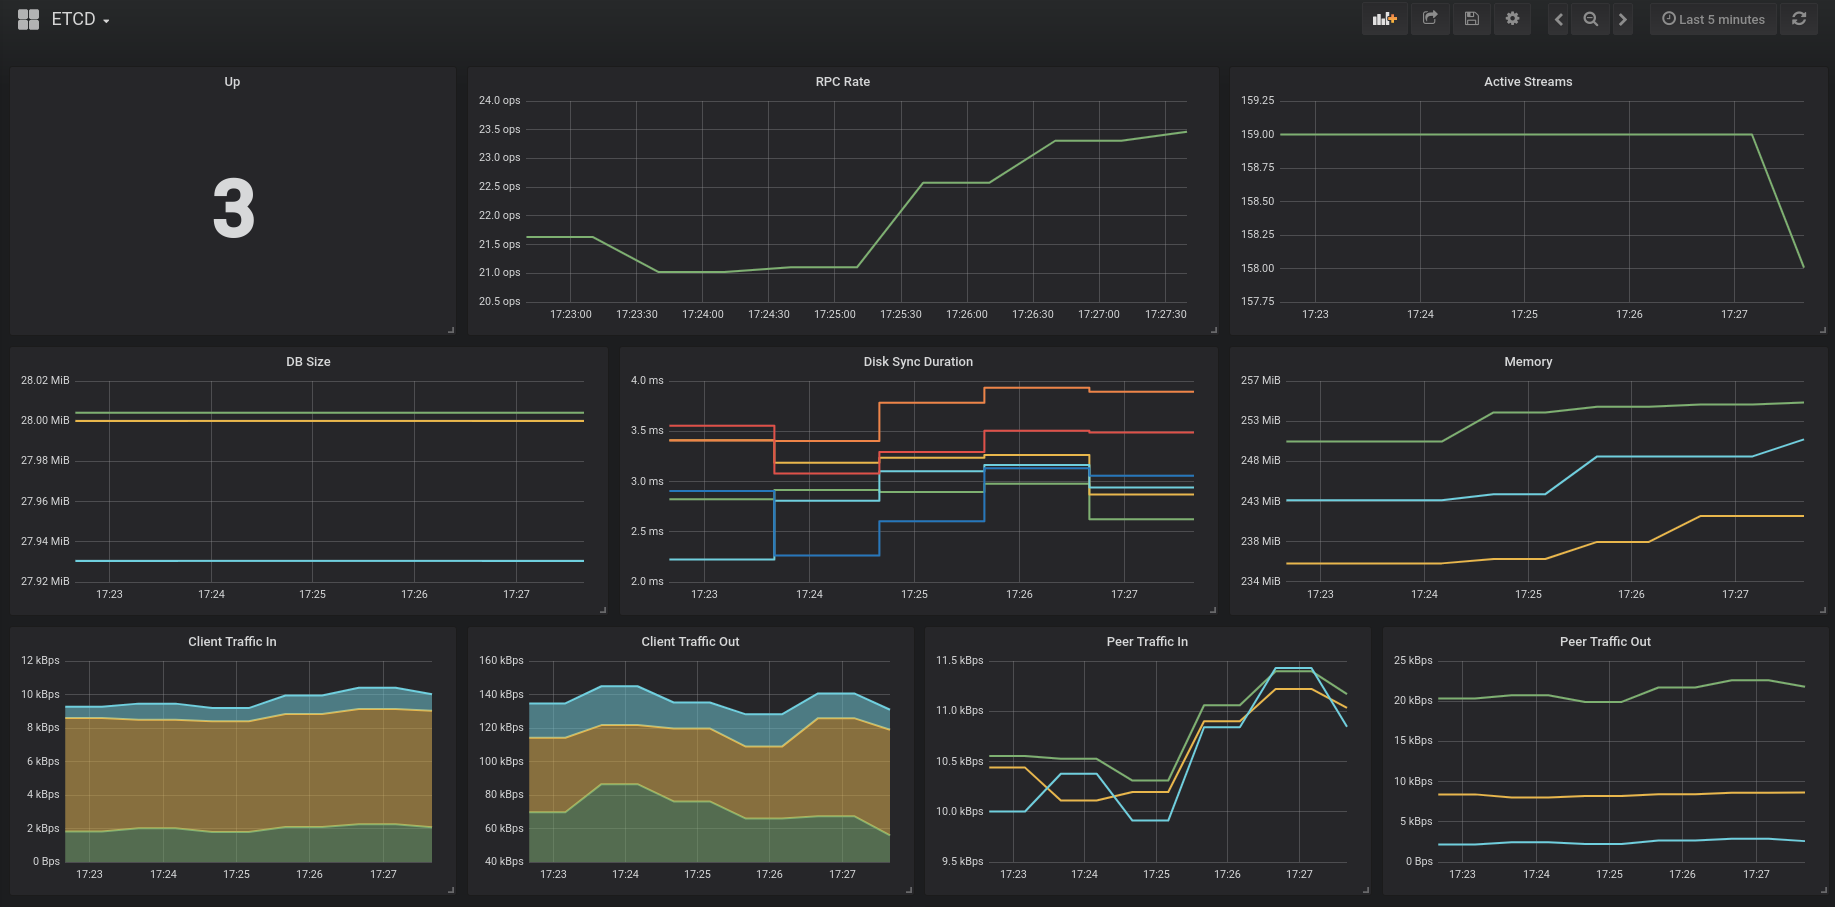 ETCD
Last 5 minutes
Up
3
RPC Rate
24.0 ops
23.5 ops
23.0 ops
22.5 ops
22.0 ops
21.5 ops
21.0 ops
20.5 ops
17:23:00 17:23:30 17:24:00 17:24:30 17:25:00 17:25:30 17:26:00 17:26:30 17:27:00 17:27:30
Active Streams
159.25
159.00
158.75
158.50
158.25
158.00
157.75
17:23 17:24 17:25 17:26 17:27
DB Size
28.02 MiB
28.00 MiB
27.98 MiB
27.96 MiB
27.94 MiB
27.92 MiB
17:23 17:24 17:25 17:26 17:27
Disk Sync Duration
4.0 ms
3.5 ms
3.0 ms
2.5 ms
2.0 ms
17:23 17:24 17:25 17:26 17:27
Memory
257 MiB
253 MiB
248 MiB
243 MiB
238 MiB
234 MiB
17:23 17:24 17:25 17:26 17:27
Client Traffic In
12 kBps
10 kBps
8 kBps
6 kBps
4 kBps
2 kBps
0 Bps
17:23 17:24 17:25 17:26 17:27
Client Traffic Out
160 kBps
140 kBps
120 kBps
100 kBps
80 kBps
60 kBps
40 kBps
17:23 17:24 17:25 17:26 17:27
Peer Traffic In
11.5 kBps
11.0 kBps
10.5 kBps
10.0 kBps
9.5 kBps
17:23 17:24 17:25 17:26 17:27
Peer Traffic Out
25 kBps
20 kBps
15 kBps
10 kBps
5 kBps
0 Bps
17:23 17:24 17:25 17:26 17:27